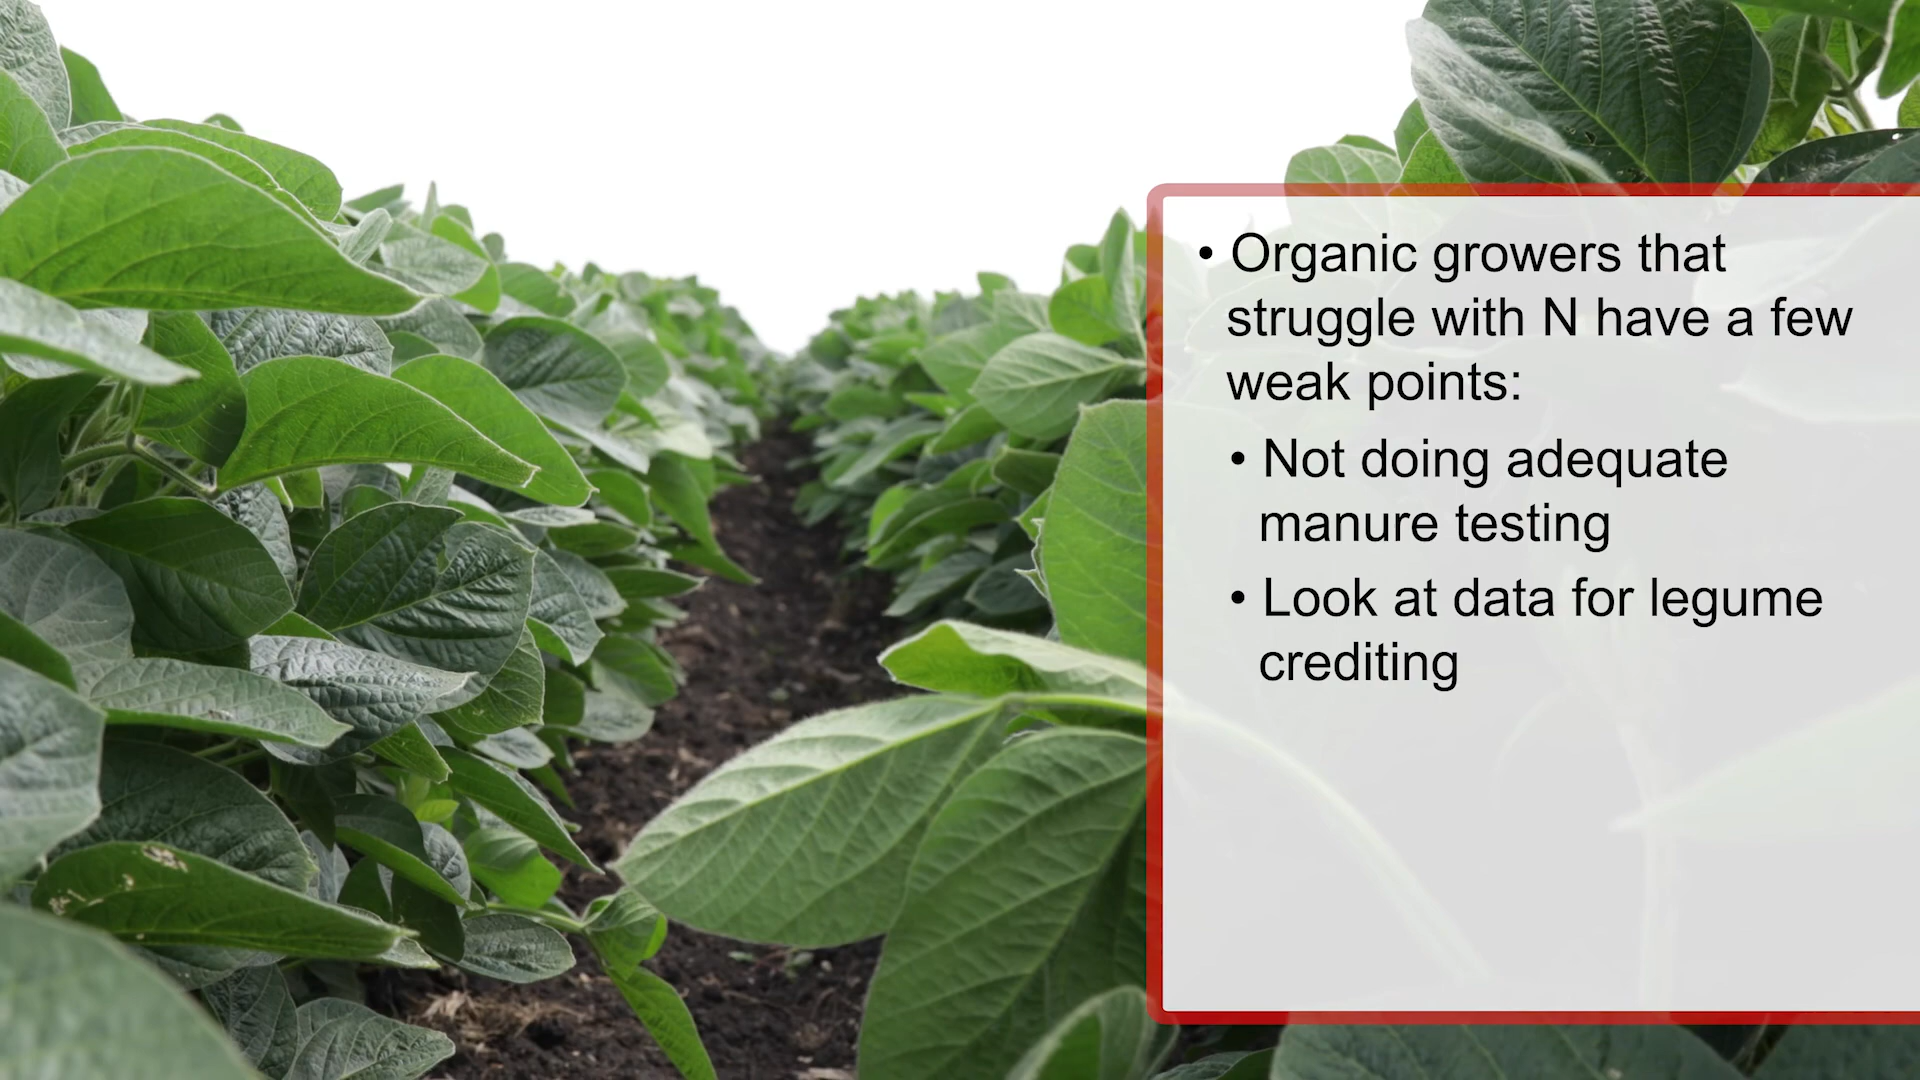 • Organic growers that
struggle with N have a few
weak points:
• Not doing adequate
manure testing
• Look at data for legume
crediting